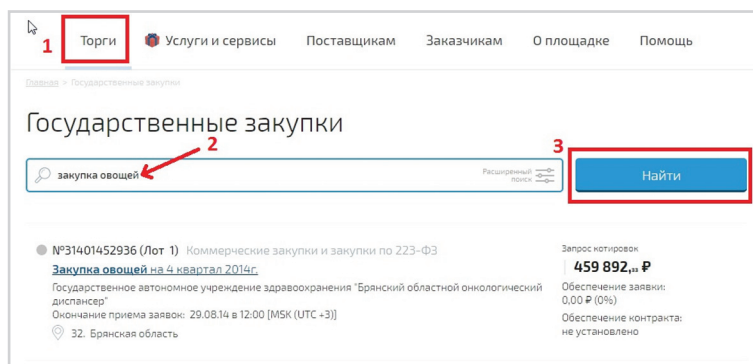 1 Торги Услуги и сервисы Поставщикам Заказчикам О площадке Помощь
Главная > Государственные закупки
Государственные закупки
2
3
закупка овощей
Расширенный
поиск
Найти
№31401452936 (Лот 1) Коммерческие закупки и закупки по 223-ФЗ
Закупка овощей на 4 квартал 2014г.
Государственное автономное учреждение здравоохранения "Брянский областной онкологический
диспансер"
Окончание приема заявок: 29.08.14 в 12:00 [MSK (UTC +3)]
32. Брянская область
Запрос котировок
459 892, ₽
Обеспечение заявки:
0,00 ₽ (0%)
Обеспечение контракта:
не установлено